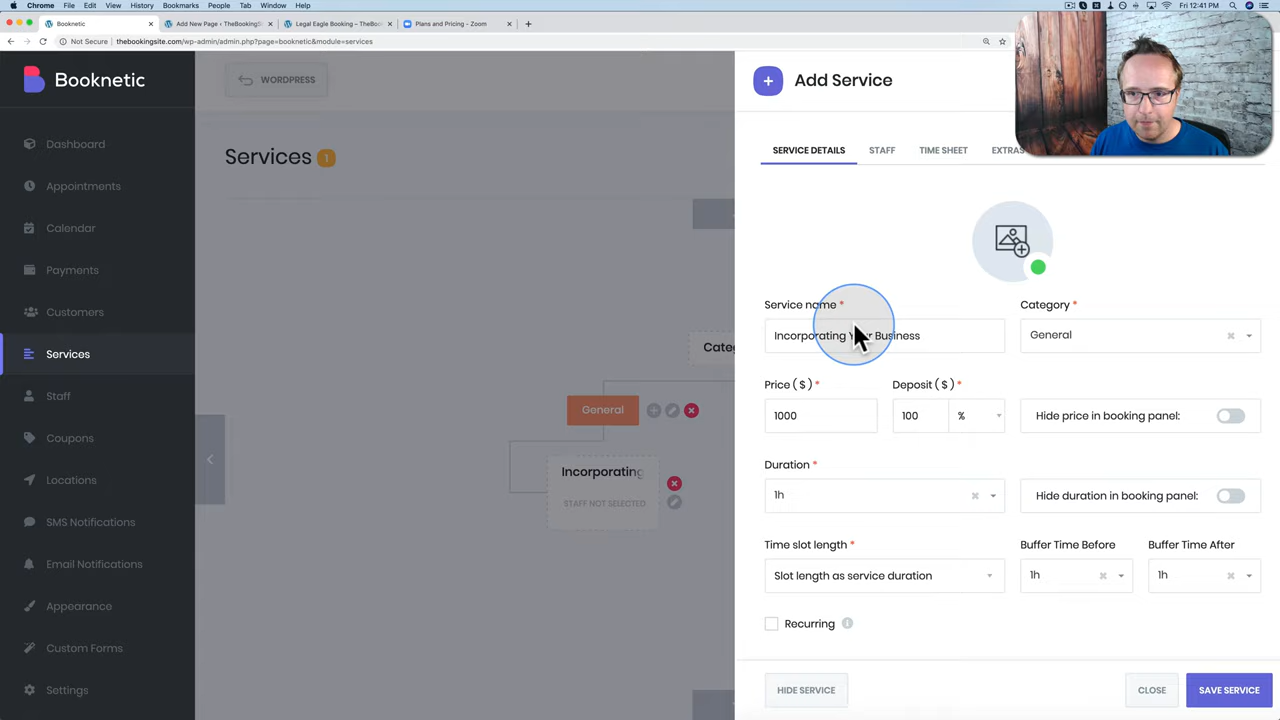 Chrome File Edit View History Bookmarks People Tab Window Help
Fri 12:41 PM
Booknetic
Add New Page ‹ TheBookingSi
Legal Eagle Booking – TheBoo
Plans and Pricing - Zoom
Not Secure thebookingsite.com/wp-admin/admin.php?page=booknetic&module=services
Booknetic
Dashboard
Appointments
Calendar
Payments
Customers
Services
Staff
Coupons
Locations
SMS Notifications
Email Notifications
Appearance
Custom Forms
Settings
WORDPRESS
Services 1
Categ
General
Incorporating
STAFF NOT SELECTED
Add Service
SERVICE DETAILS STAFF TIME SHEET EXTRAS
Service name * Category *
Incorporating Your Business General
Price ( $ ) * Deposit ( $ ) *
1000 100 % Hide price in booking panel:
Duration *
1h Hide duration in booking panel:
Time slot length * Buffer Time Before Buffer Time After
Slot length as service duration 1h 1h
Recurring
HIDE SERVICE CLOSE SAVE SERVICE